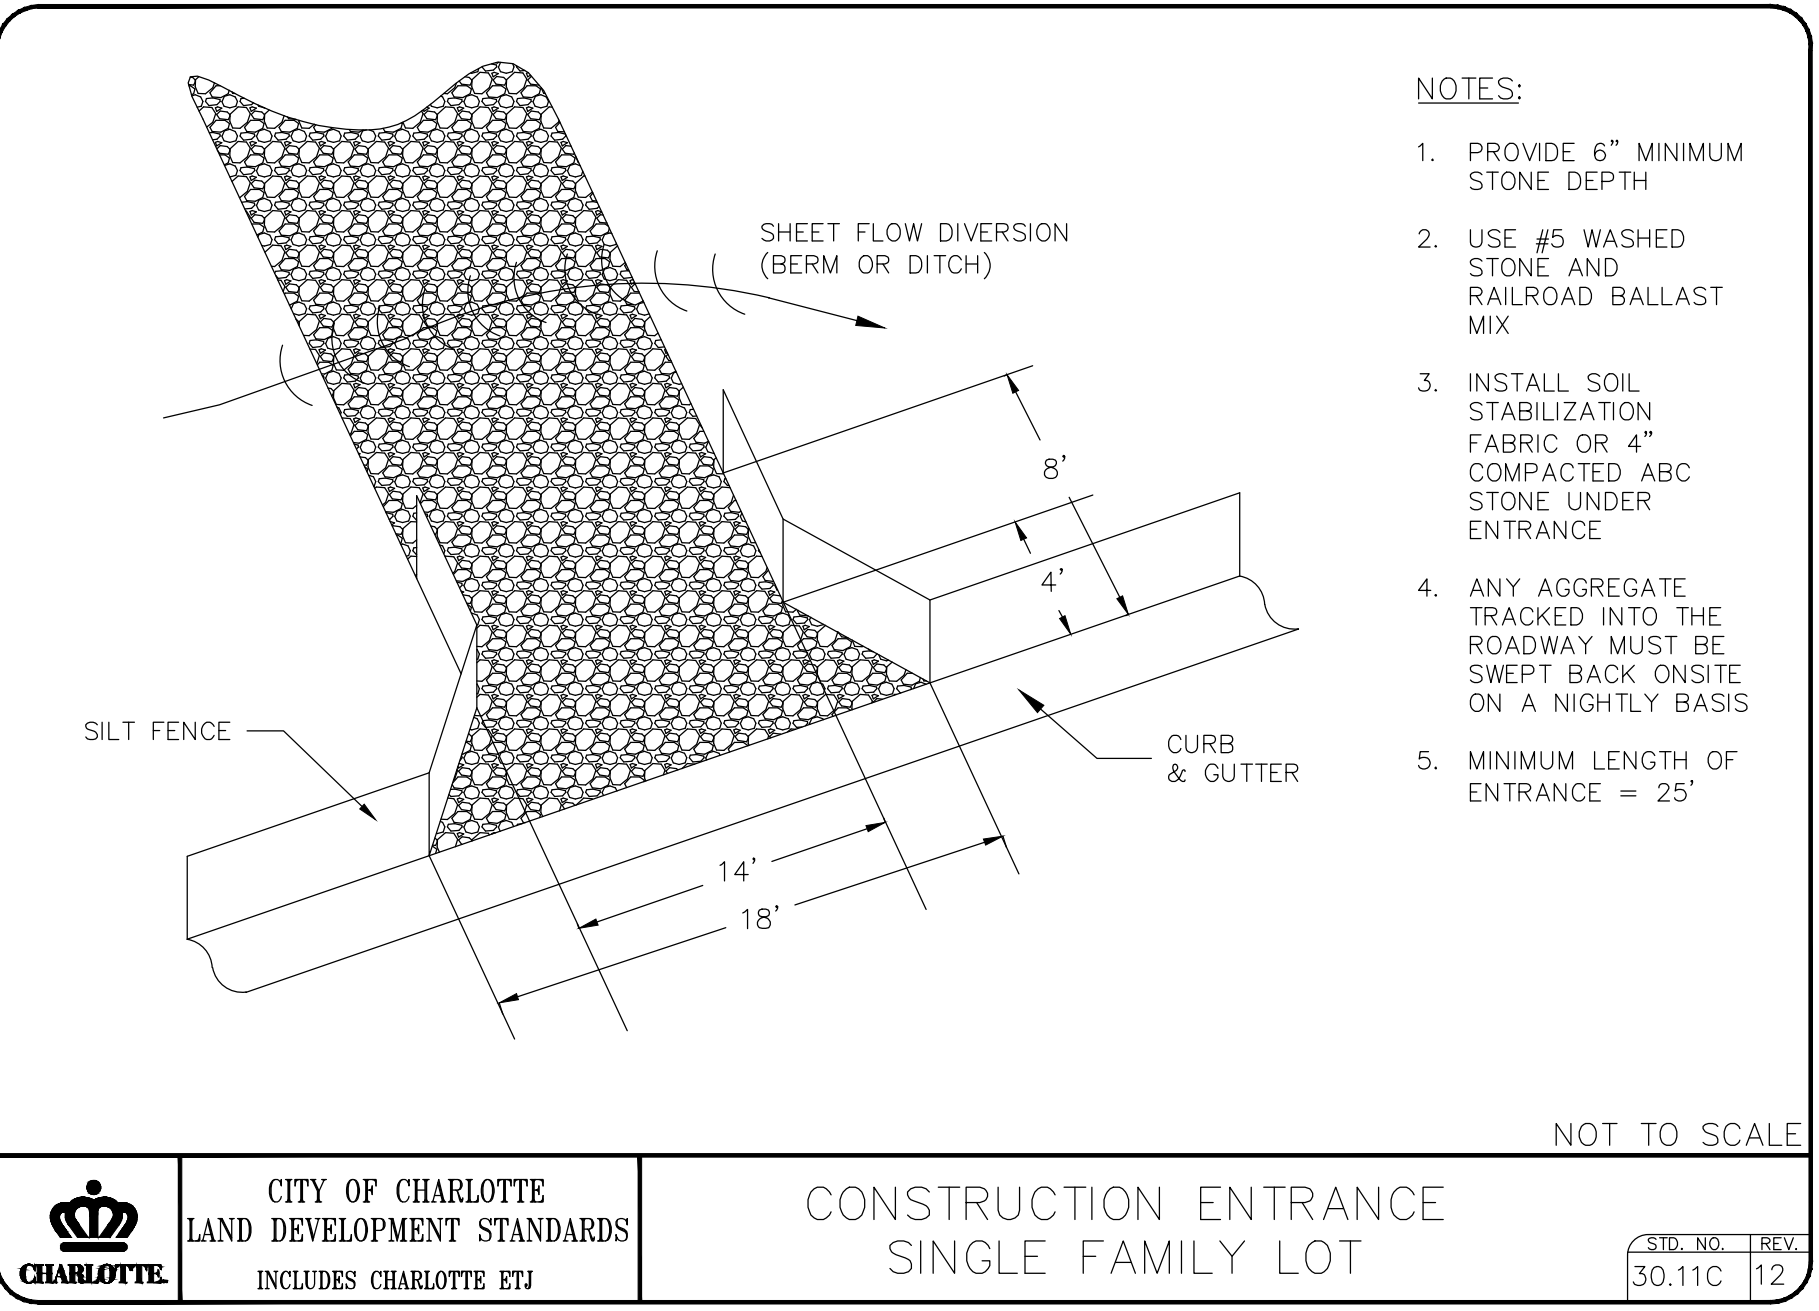 NOTES:
1. PROVIDE 6” MINIMUM
STONE DEPTH
2. USE #5 WASHED
STONE AND
RAILROAD BALLAST
MIX
3. INSTALL SOIL
STABILIZATION
FABRIC OR 4”
COMPACTED ABC
STONE UNDER
ENTRANCE
4. ANY AGGREGATE
TRACKED INTO THE
ROADWAY MUST BE
SWEPT BACK ONSITE
ON A NIGHTLY BASIS
5. MINIMUM LENGTH OF
ENTRANCE = 25’
SHEET FLOW DIVERSION
(BERM OR DITCH)
8’
4’
SILT FENCE
CURB
& GUTTER
14’
18’
NOT TO SCALE
CHARLOTTE.
CITY OF CHARLOTTE
LAND DEVELOPMENT STANDARDS
INCLUDES CHARLOTTE ETJ
CONSTRUCTION ENTRANCE
SINGLE FAMILY LOT
STD. NO. REV.
30.11C 12